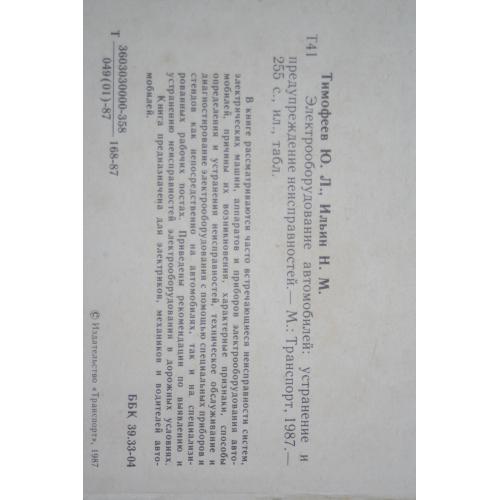 Тимофеев Ю. Л., Ильин Н. М.
Т41 Электрооборудование автомобилей: устранение и
предупреждение неисправностей.— М.: Транспорт, 1987.—
255 с., ил., табл.
В книге рассматриваются часто встречающиеся неисправности систем,
электрических машин, аппаратов и приборов электрооборудования авто-
мобилей, причины их возникновения, характерные признаки, способы
определения и устранения неисправностей, техническое обслуживание и
диагностирование электрооборудования с помощью специальных приборов и
стендов как непосредственно на автомобилях, так и на специализи-
рованных рабочих постах. Приведены рекомендации по выявлению и
устранению неисправностей электрооборудования в дорожных условиях.
Книга предназначена для электриков, механиков и водителей авто-
мобилей.
Т 3603030000-358 168-87
049(01)-87
ББК 39.33-04
© Издательство «Транспорт», 1987